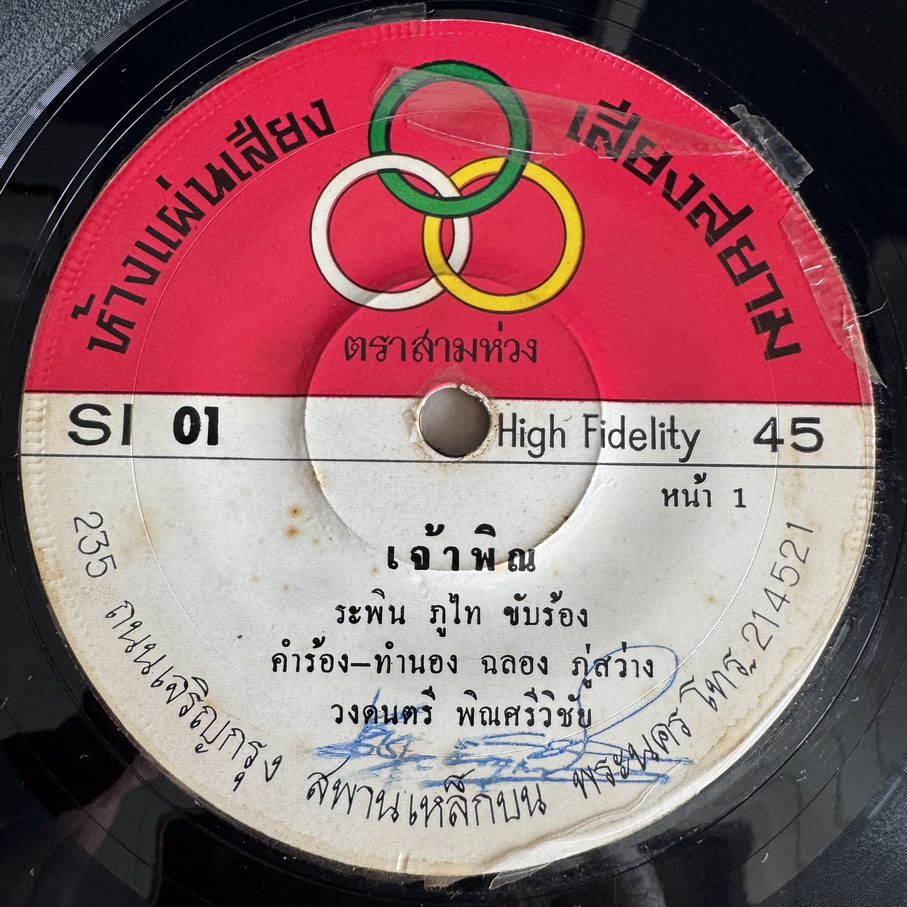 ห้างแผ่นเสียง เสียงสยาม
ตราสามห่วง
SI 01 High Fidelity 45
หน้า 1
เจ้าพิณ
ระพิน ภูไท ขับร้อง
คำร้อง-ทำนอง ฉลอง ภู่สว่าง
วงดนตรี พิณศรีวิชัย
235 ถนนเจริญกรุง สพานเหล็กบน พระนคร โทร. 214521